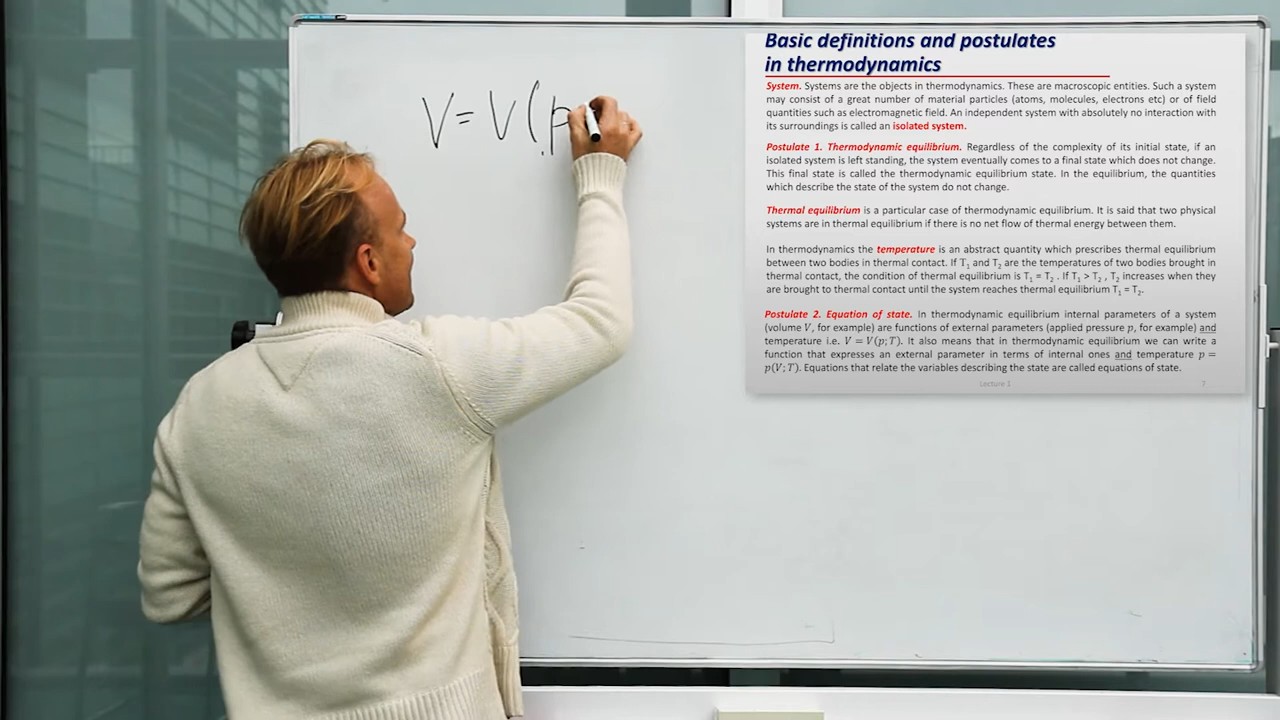 V = V ( p
Basic definitions and postulates
in thermodynamics
System. Systems are the objects in thermodynamics. These are macroscopic entities. Such a system
may consist of a great number of material particles (atoms, molecules, electrons etc) or of field
quantities such as electromagnetic field. An independent system with absolutely no interaction with
its surroundings is called an isolated system.
Postulate 1. Thermodynamic equilibrium. Regardless of the complexity of its initial state, if an
isolated system is left standing, the system eventually comes to a final state which does not change.
This final state is called the thermodynamic equilibrium state. In the equilibrium, the quantities
which describe the state of the system do not change.
Thermal equilibrium is a particular case of thermodynamic equilibrium. It is said that two physical
systems are in thermal equilibrium if there is no net flow of thermal energy between them.
In thermodynamics the temperature is an abstract quantity which prescribes thermal equilibrium
between two bodies in thermal contact. If T₁ and T₂ are the temperatures of two bodies brought
in thermal contact, the condition of thermal equilibrium is T₁ = T₂ . If T₁ > T₂ , T₂ increases when they
are brought to thermal contact until the system reaches thermal equilibrium T₁ = T₂.
Postulate 2. Equation of state. In thermodynamic equilibrium internal parameters of a system
(volume V, for example) are functions of external parameters (applied pressure p, for example) and
temperature i.e. V = V(p; T). It also means that in thermodynamic equilibrium we can write a
function that expresses an external parameter in terms of internal ones and temperature p =
p(V; T). Equations that relate the variables describing the state are called equations of state.
Lecture 1 7